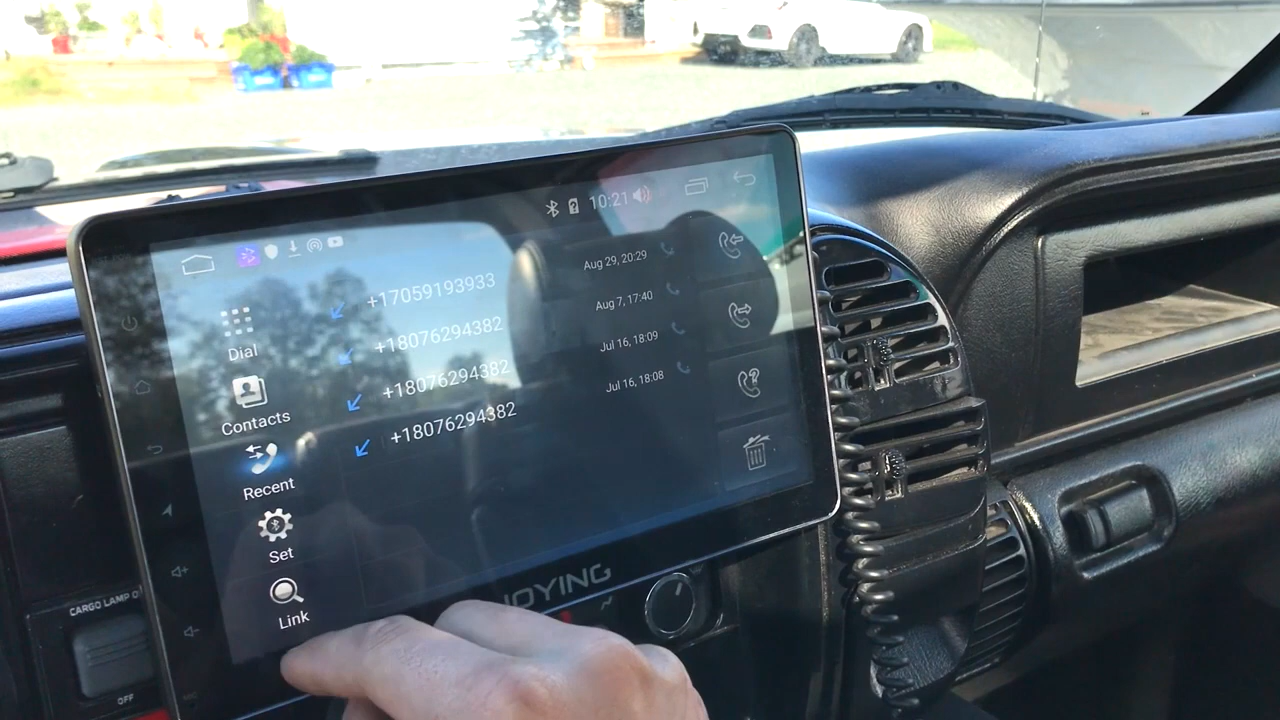 10:21
+17059193933 Aug 29, 20:29
+18076294382 Aug 7, 17:40
+18076294382 Jul 16, 18:09
+18076294382 Jul 16, 18:08
Dial
Contacts
Recent
Set
Link
JOYING
CARGO LAMP
OFF